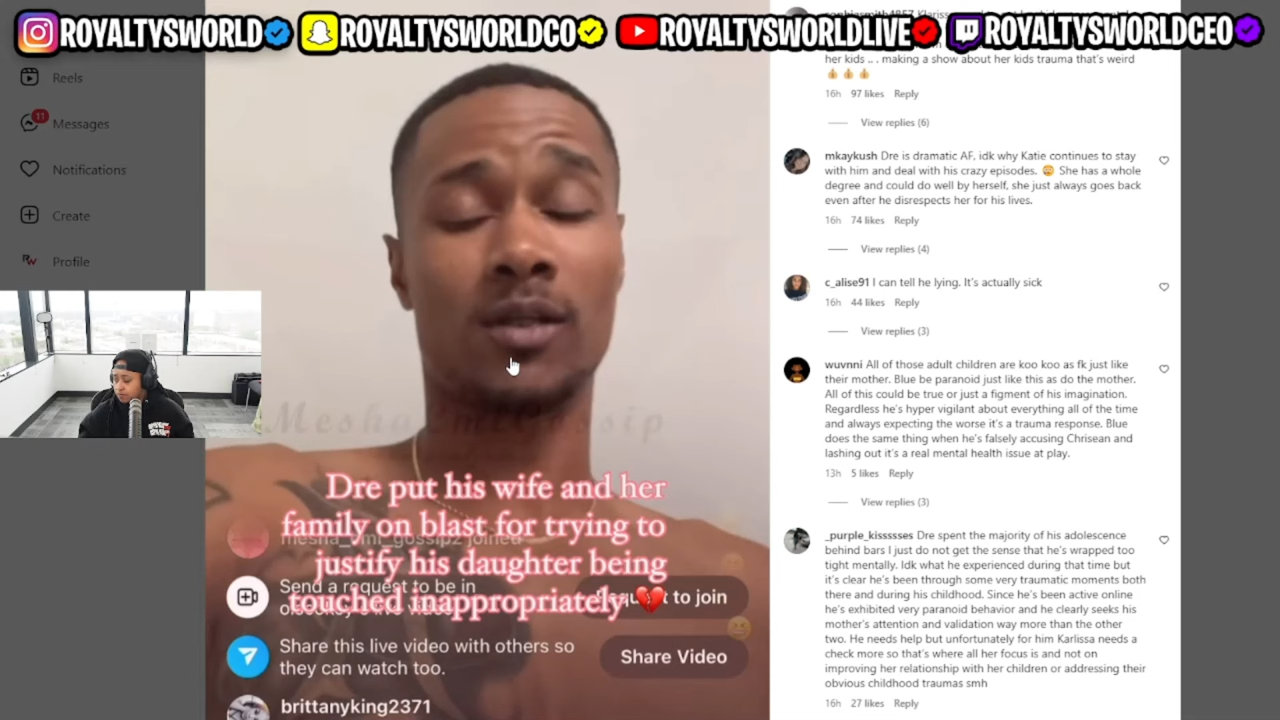 ROYALTYSWORLD ROYALTYSWORLDCO ROYALTYSWORLDLIVE ROYALTYSWORLDCEO
Reels
11
Messages
Notifications
Create
Profile
Mesha
Gossip
Dre put his wife and her
family on blast for trying to
justify his daughter being
touched inappropriately 💔
joined
Send a request to be in
to join
Share this live video with others so
they can watch too.
Share Video
brittanyking2371
her kids .. . making a show about her kids trauma that's weird
👍 👍 👍
16h 97 likes Reply
View replies (6)
mkaykush Dre is dramatic AF, idk why Katie continues to stay
with him and deal with his crazy episodes. 😳 She has a whole
degree and could do well by herself, she just always goes back
even after he disrespects her for his lives.
16h 74 likes Reply
View replies (4)
c_alise91 I can tell he lying. It's actually sick
16h 44 likes Reply
View replies (3)
wuvnni All of those adult children are koo koo as fk just like
their mother. Blue be paranoid just like this as do the mother.
All of this could be true or just a figment of his imagination.
Regardless he's hyper vigilant about everything all of the time
and always expecting the worse it's a trauma response. Blue
does the same thing when he's falsely accusing Chrisean and
lashing out it's a real mental health issue at play.
13h 5 likes Reply
View replies (3)
_purple_kissssses Dre spent the majority of his adolescence
behind bars I just do not get the sense that he's wrapped too
tight mentally. Idk what he experienced during that time but
it's clear he's been through some very traumatic moments both
there and during his childhood. Since he's been active online
he's exhibited very paranoid behavior and he clearly seeks his
mother's attention and validation way more than the other
two. He needs help but unfortunately for him Karlissa needs a
check more so that's where all her focus is and not on
improving her relationship with her children or addressing their
obvious childhood traumas smh
16h 27 likes Reply